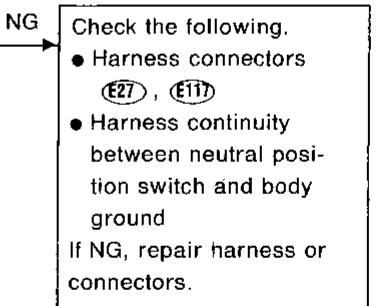 NG
Check the following.
● Harness connectors
E27 , E117
● Harness continuity
between neutral posi-
tion switch and body
ground
If NG, repair harness or
connectors.